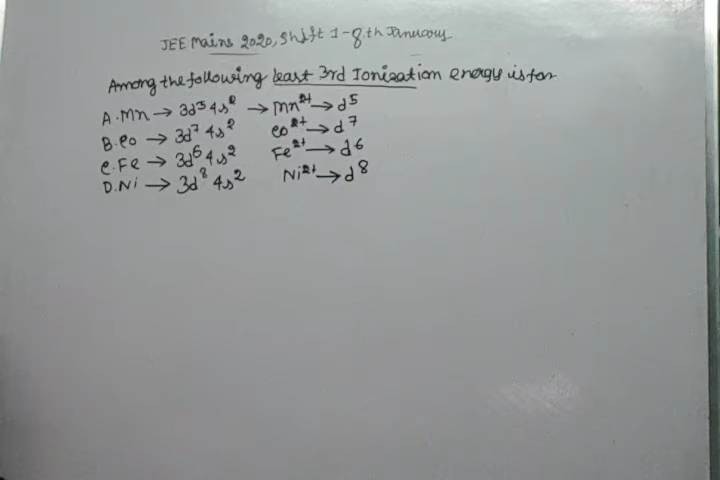 JEE Mains 2020, Shift 1-8th January
Among the following least 3rd Ionization energy is for
A. Mn → 3d⁵ 4s² → Mn²⁺ → d⁵
B. Co → 3d⁷ 4s² Co²⁺ → d⁷
C. Fe → 3d⁶ 4s² Fe²⁺ → d⁶
D. Ni → 3d⁸ 4s² Ni²⁺ → d⁸